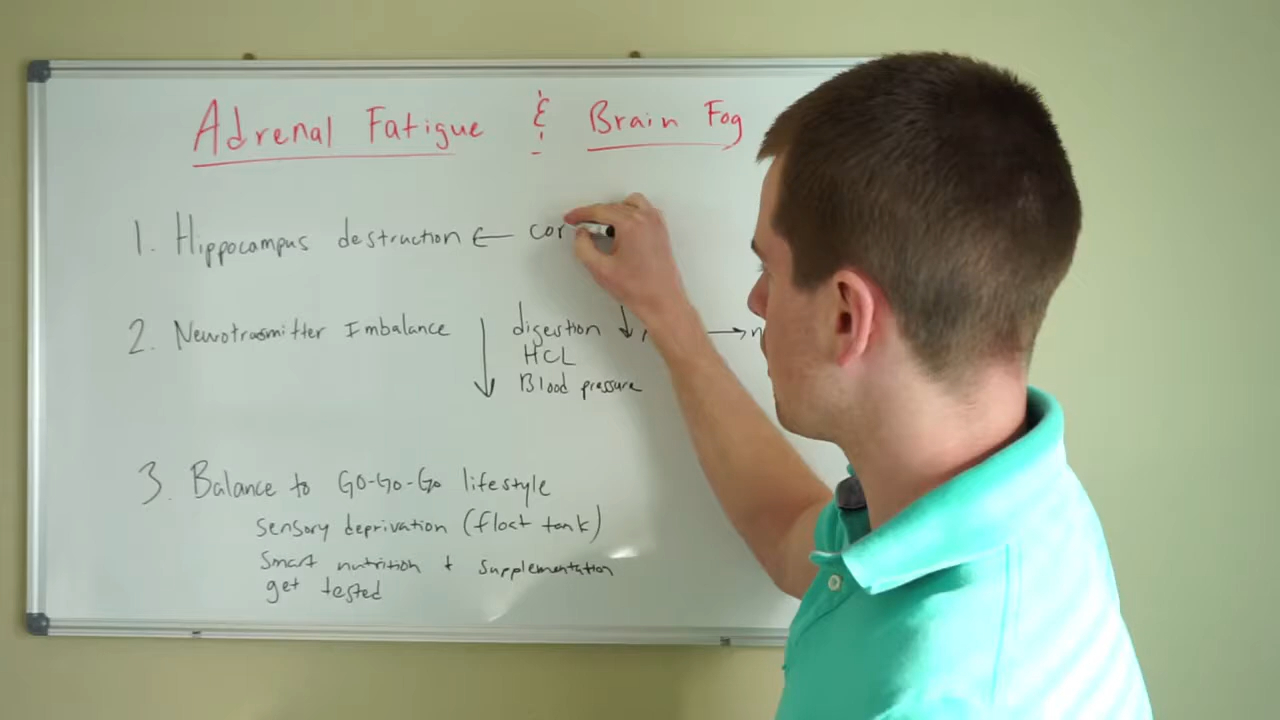 Adrenal Fatigue & Brain Fog
1. Hippocampus destruction ← cor
2. Neurotrasmitter Imbalance ↓ digestion ↓ → n
HCL
Blood pressure
3. Balance to Go-Go-Go lifestyle
sensory deprivation (float tank)
Smart nutrition + supplementation
get tested